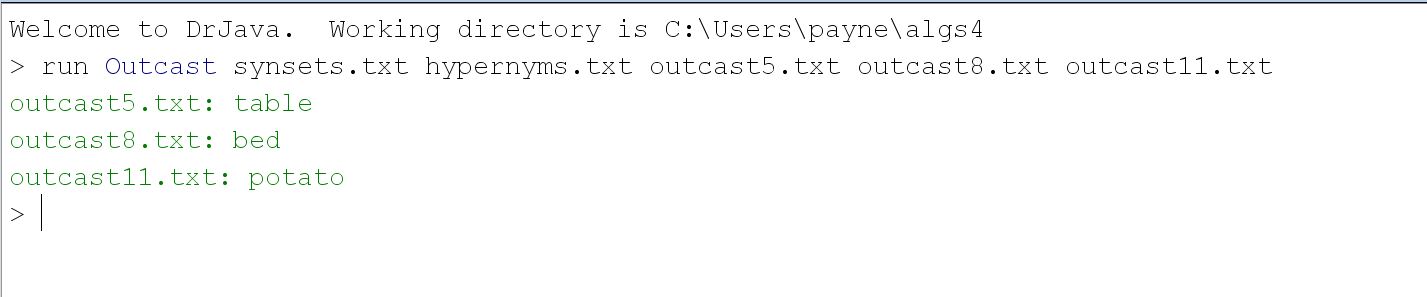 Welcome to DrJava.  Working directory is C:\Users\payne\algs4
> run Outcast synsets.txt hypernyms.txt outcast5.txt outcast8.txt outcast11.txt
outcast5.txt: table
outcast8.txt: bed
outcast11.txt: potato
>